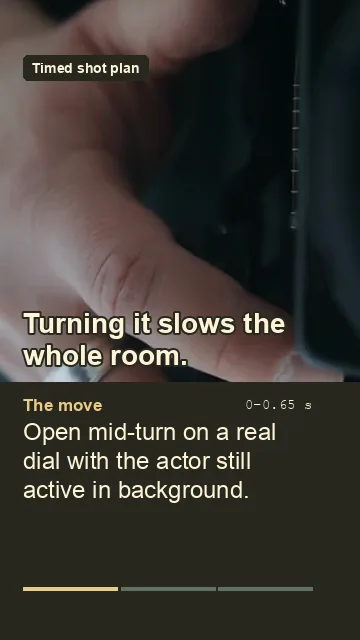 Timed shot plan
Turning it slows the
whole room.
The move 0–0.65 s
Open mid-turn on a real
dial with the actor still
active in background.